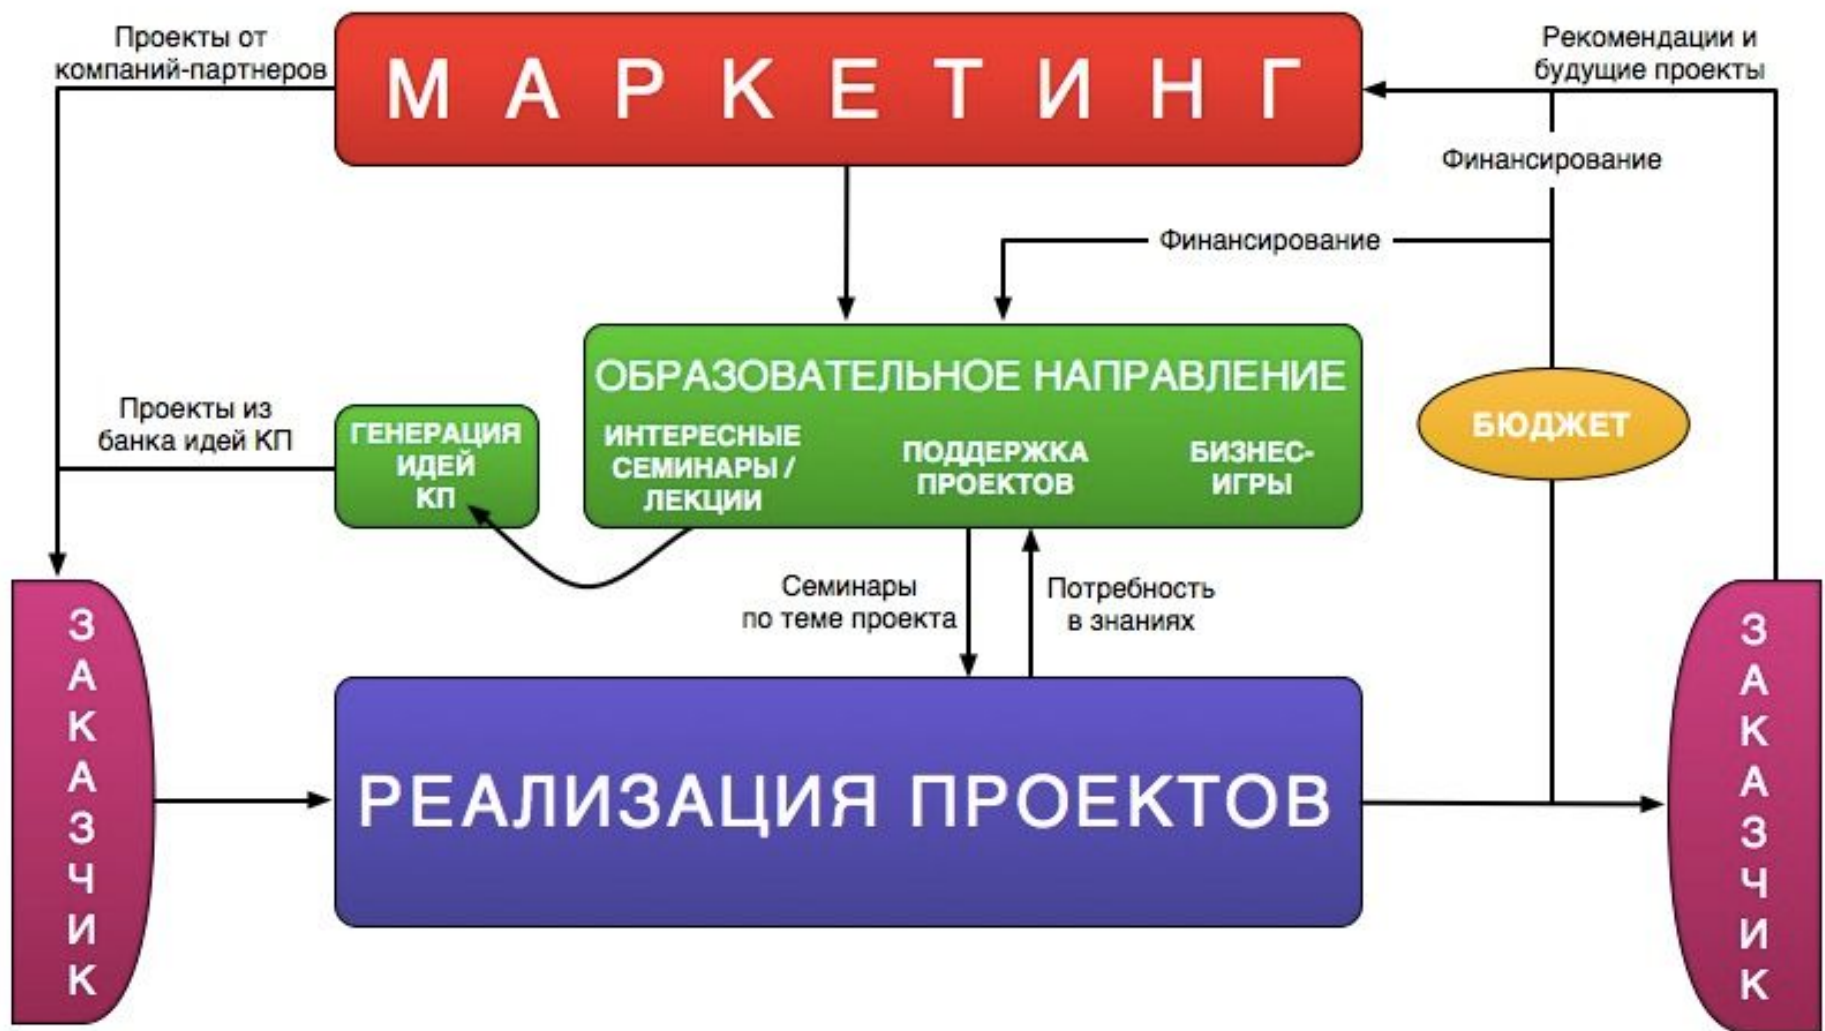 Проекты от
компаний-партнеров
МАРКЕТИНГ
Рекомендации и
будущие проекты
Финансирование
Финансирование
ОБРАЗОВАТЕЛЬНОЕ НАПРАВЛЕНИЕ
ИНТЕРЕСНЫЕ
СЕМИНАРЫ /
ЛЕКЦИИ
ПОДДЕРЖКА
ПРОЕКТОВ
БИЗНЕС-
ИГРЫ
БЮДЖЕТ
Проекты из
банка идей КП
ГЕНЕРАЦИЯ
ИДЕЙ
КП
Семинары
по теме проекта
Потребность
в знаниях
ЗАКАЗЧИК
РЕАЛИЗАЦИЯ ПРОЕКТОВ
ЗАКАЗЧИК